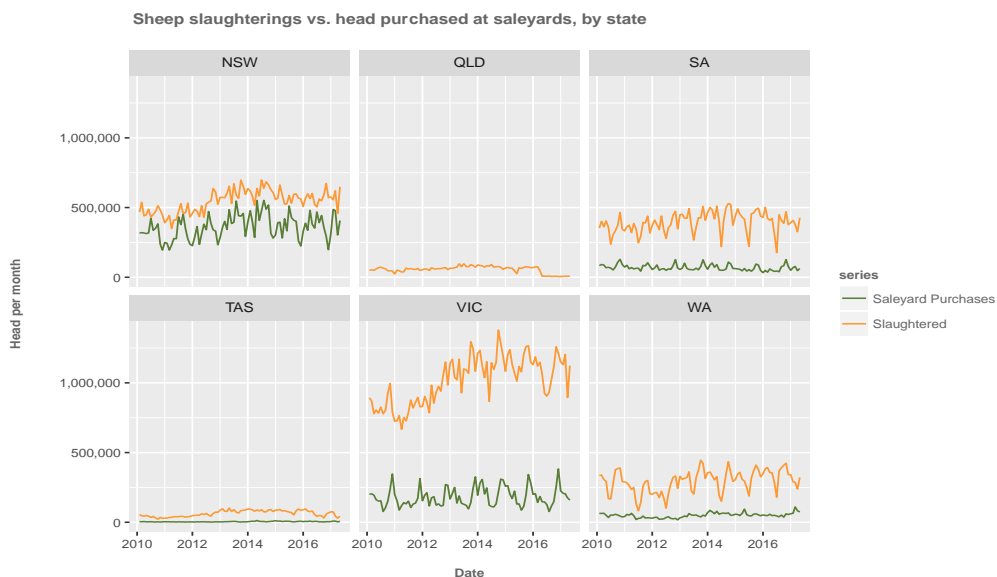 Sheep slaughterings vs. head purchased at saleyards, by state
NSW
QLD
SA
1,000,000
500,000
0
TAS
VIC
WA
1,000,000
500,000
0
2010 2012 2014 2016
2010 2012 2014 2016
2010 2012 2014 2016
Head per month
Date
series
Saleyard Purchases
Slaughtered